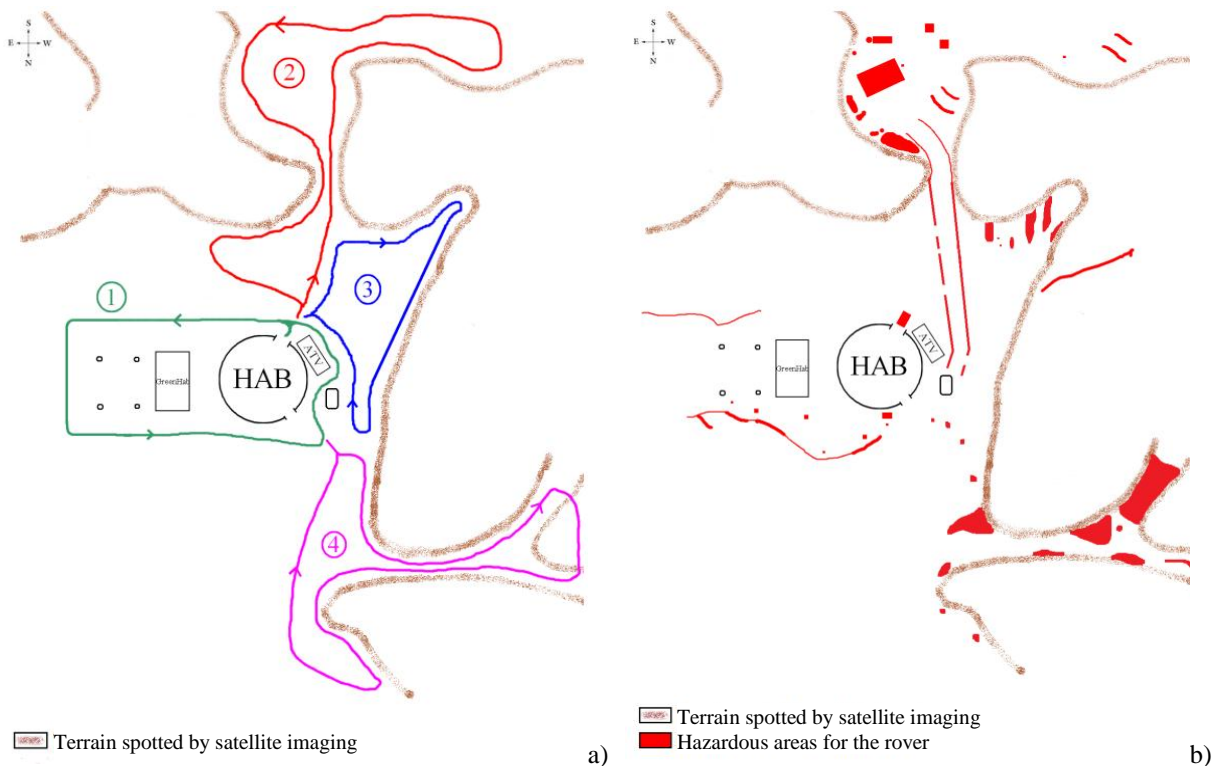 S
E W
N
2
1
3
ATV
HAB
GreenHab
4
Terrain spotted by satellite imaging
a)
S
E W
N
ATV
HAB
GreenHab
Terrain spotted by satellite imaging
Hazardous areas for the rover
b)